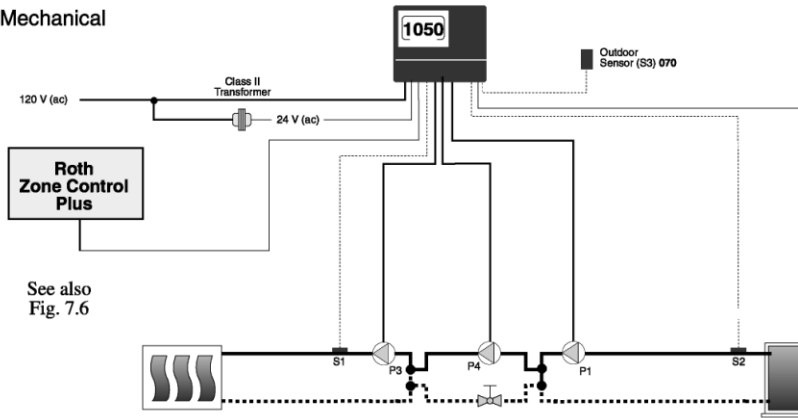 Mechanical
1050
Outdoor
Sensor (S3) 070
Class II
Transformer
120 V (ac)
24 V (ac)
Roth
Zone Control
Plus
See also
Fig. 7.6
S1
P3
P4
P1
S2